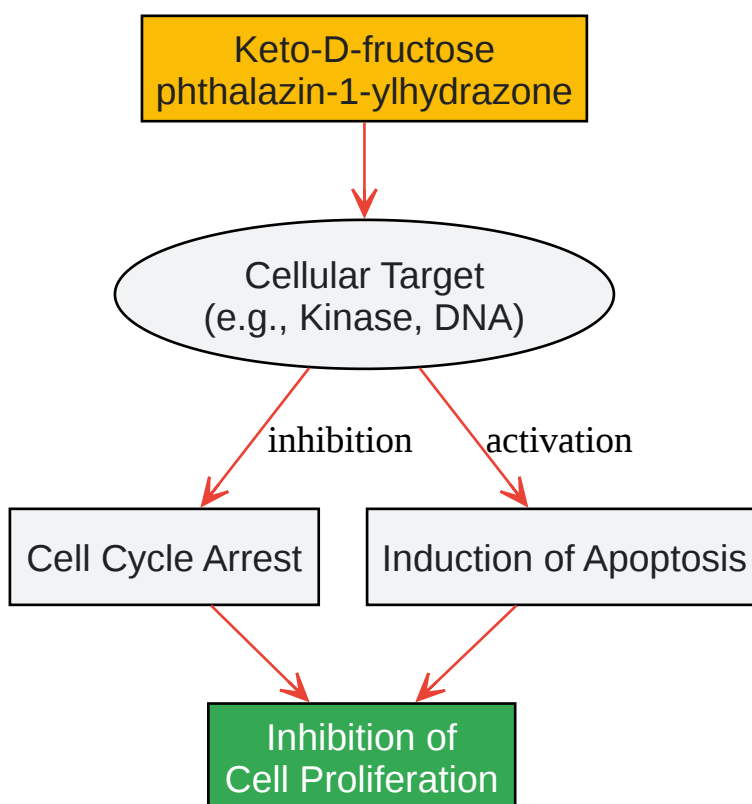 Keto-D-fructose
phthalazin-1-ylhydrazone
Cellular Target
(e.g., Kinase, DNA)
inhibition
activation
Cell Cycle Arrest
Induction of Apoptosis
Inhibition of
Cell Proliferation